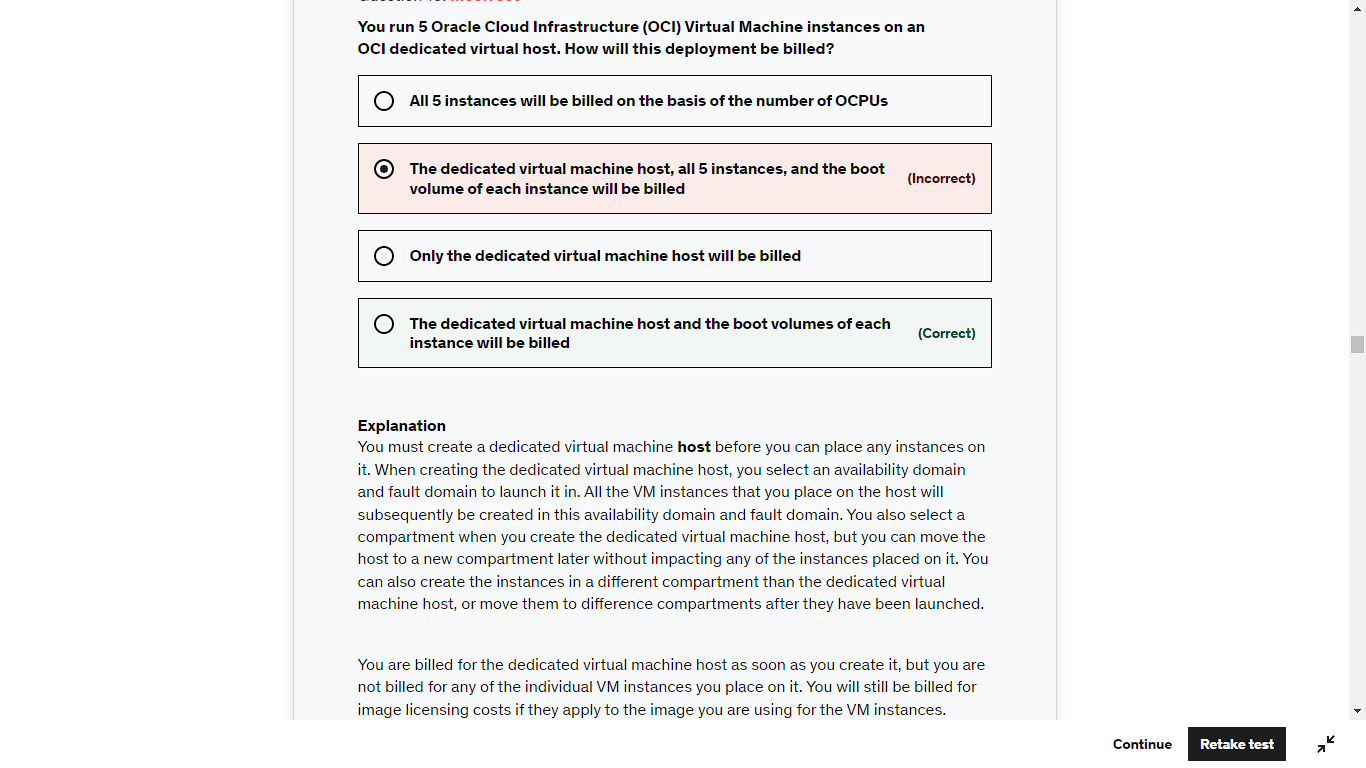 You run 5 Oracle Cloud Infrastructure (OCI) Virtual Machine instances on an
OCI dedicated virtual host. How will this deployment be billed?
All 5 instances will be billed on the basis of the number of OCPUs
The dedicated virtual machine host, all 5 instances, and the boot
volume of each instance will be billed
(Incorrect)
Only the dedicated virtual machine host will be billed
The dedicated virtual machine host and the boot volumes of each
instance will be billed
(Correct)
Explanation
You must create a dedicated virtual machine host before you can place any instances on
it. When creating the dedicated virtual machine host, you select an availability domain
and fault domain to launch it in. All the VM instances that you place on the host will
subsequently be created in this availability domain and fault domain. You also select a
compartment when you create the dedicated virtual machine host, but you can move the
host to a new compartment later without impacting any of the instances placed on it. You
can also create the instances in a different compartment than the dedicated virtual
machine host, or move them to difference compartments after they have been launched.
You are billed for the dedicated virtual machine host as soon as you create it, but you are
not billed for any of the individual VM instances you place on it. You will still be billed for
image licensing costs if they apply to the image you are using for the VM instances.
Continue
Retake test